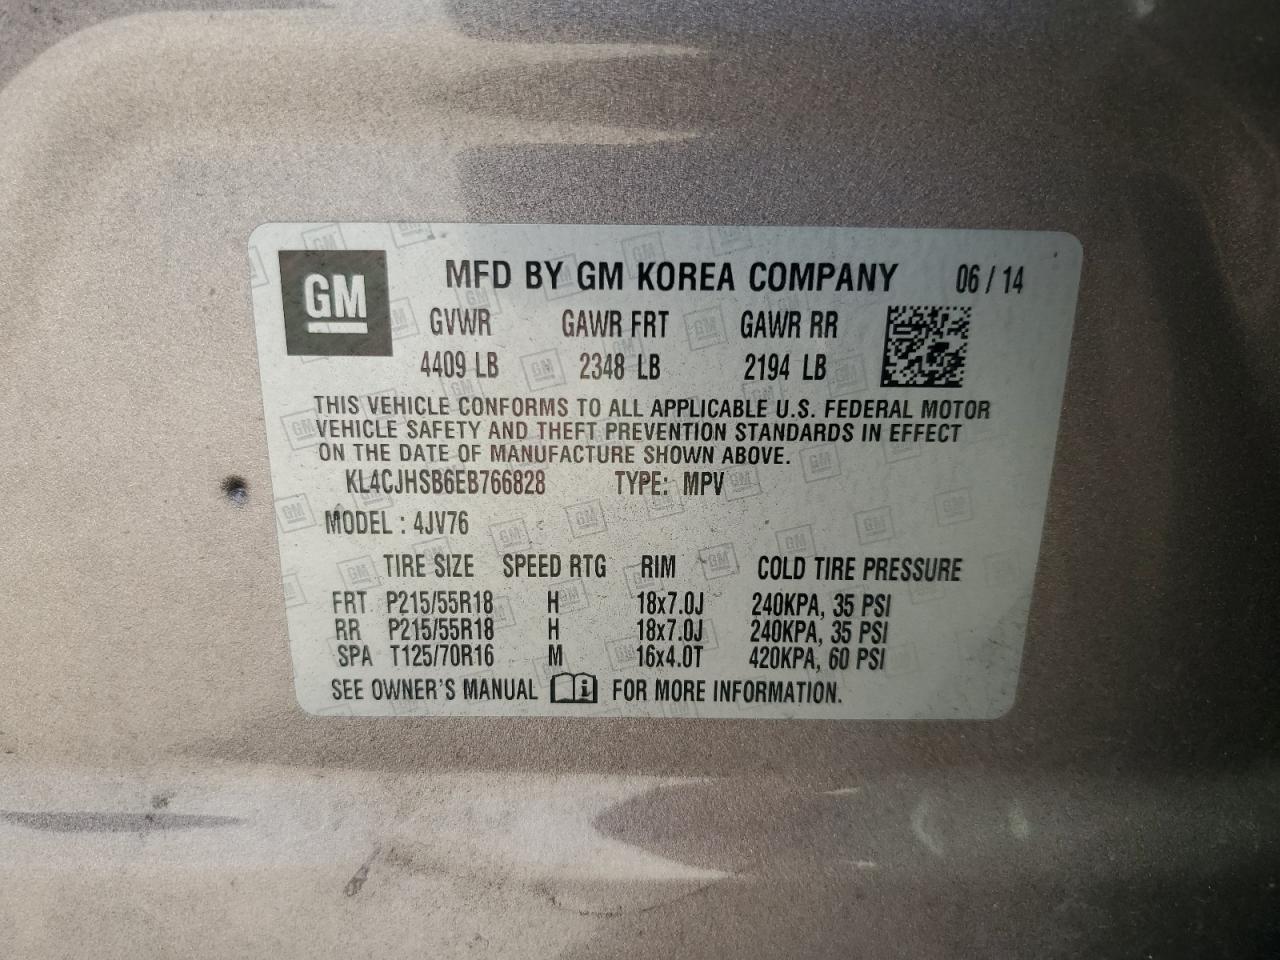 GM
MFD BY GM KOREA COMPANY 06 / 14
GVWR GAWR FRT GAWR RR
4409 LB 2348 LB 2194 LB
THIS VEHICLE CONFORMS TO ALL APPLICABLE U.S. FEDERAL MOTOR
VEHICLE SAFETY AND THEFT PREVENTION STANDARDS IN EFFECT
ON THE DATE OF MANUFACTURE SHOWN ABOVE.
KL4CJHSB6EB766828 TYPE: MPV
MODEL : 4JV76
TIRE SIZE SPEED RTG RIM COLD TIRE PRESSURE
FRT P215/55R18 H 18x7.0J 240KPA, 35 PSI
RR P215/55R18 H 18x7.0J 240KPA, 35 PSI
SPA T125/70R16 M 16x4.0T 420KPA, 60 PSI
SEE OWNER'S MANUAL i FOR MORE INFORMATION.